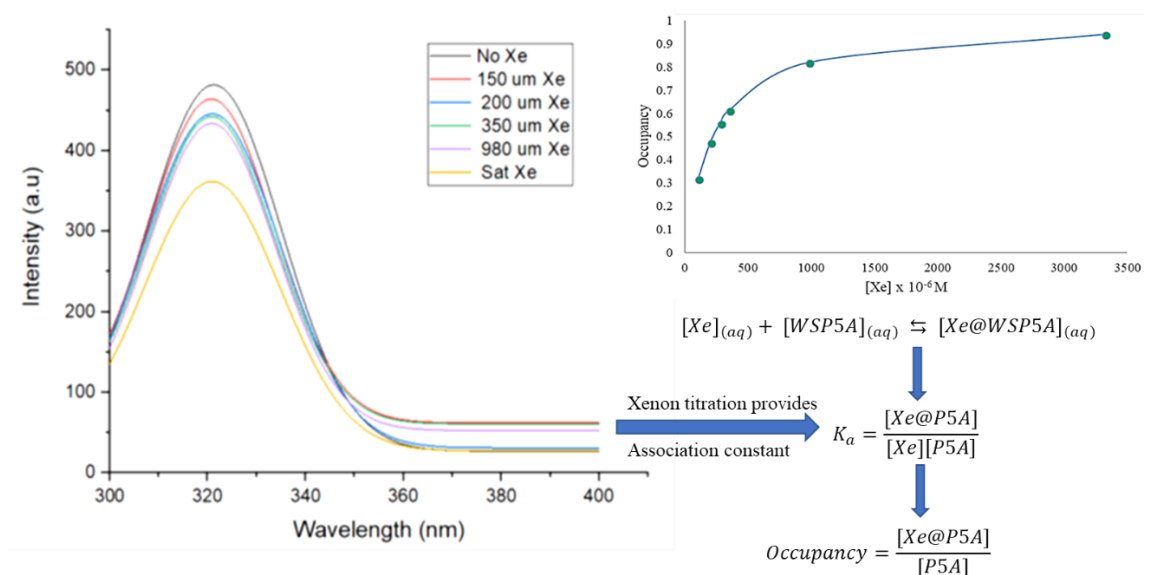 500
400
300
200
100
0
300
320
340
360
380
400
Intensity (a.u)
Wavelength (nm)
No Xe
150 um Xe
200 um Xe
350 um Xe
980 um Xe
Sat Xe
1
0.9
0.8
0.7
0.6
0.5
0.4
0.3
0.2
0.1
0
0
500
1000
1500
2000
2500
3000
3500
Occupancy
[Xe] x 10⁻⁶M
[Xe](aq) + [WSP5A](aq) ⇆ [Xe@WSP5A](aq)
Xenon titration provides
Association constant
Kₐ = [Xe@P5A] / [Xe][P5A]
Occupancy = [Xe@P5A] / [P5A]